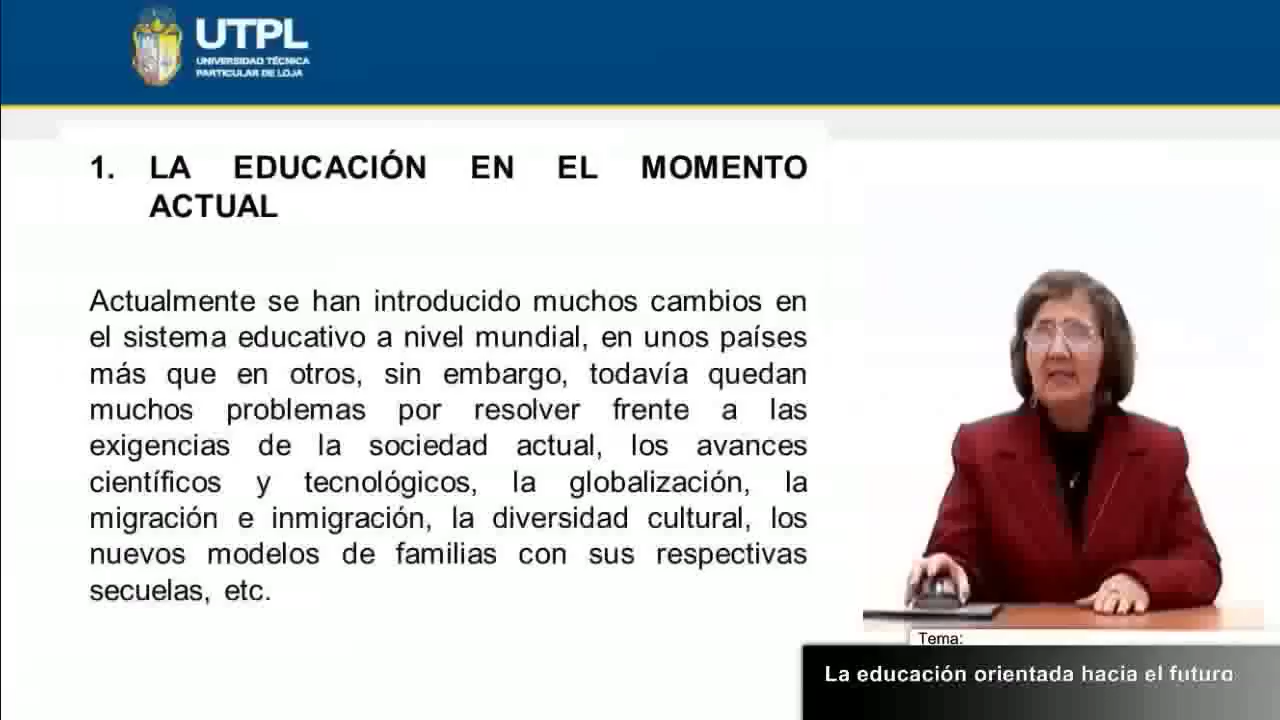 UTPL
UNIVERSIDAD TÉCNICA
PARTICULAR DE LOJA
1. LA EDUCACIÓN EN EL MOMENTO
ACTUAL
Actualmente se han introducido muchos cambios en
el sistema educativo a nivel mundial, en unos países
más que en otros, sin embargo, todavía quedan
muchos problemas por resolver frente a las
exigencias de la sociedad actual, los avances
científicos y tecnológicos, la globalización, la
migración e inmigración, la diversidad cultural, los
nuevos modelos de familias con sus respectivas
secuelas, etc.
Tema:
La educación orientada hacia el futuro